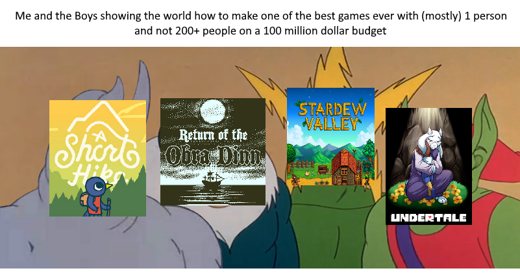 Me and the Boys showing the world how to make one of the best games ever with (mostly) 1 person
and not 200+ people on a 100 million dollar budget
A
Short
Hike
Return of the
Obra Dinn
STARDEW
VALLEY
UNDERTALE